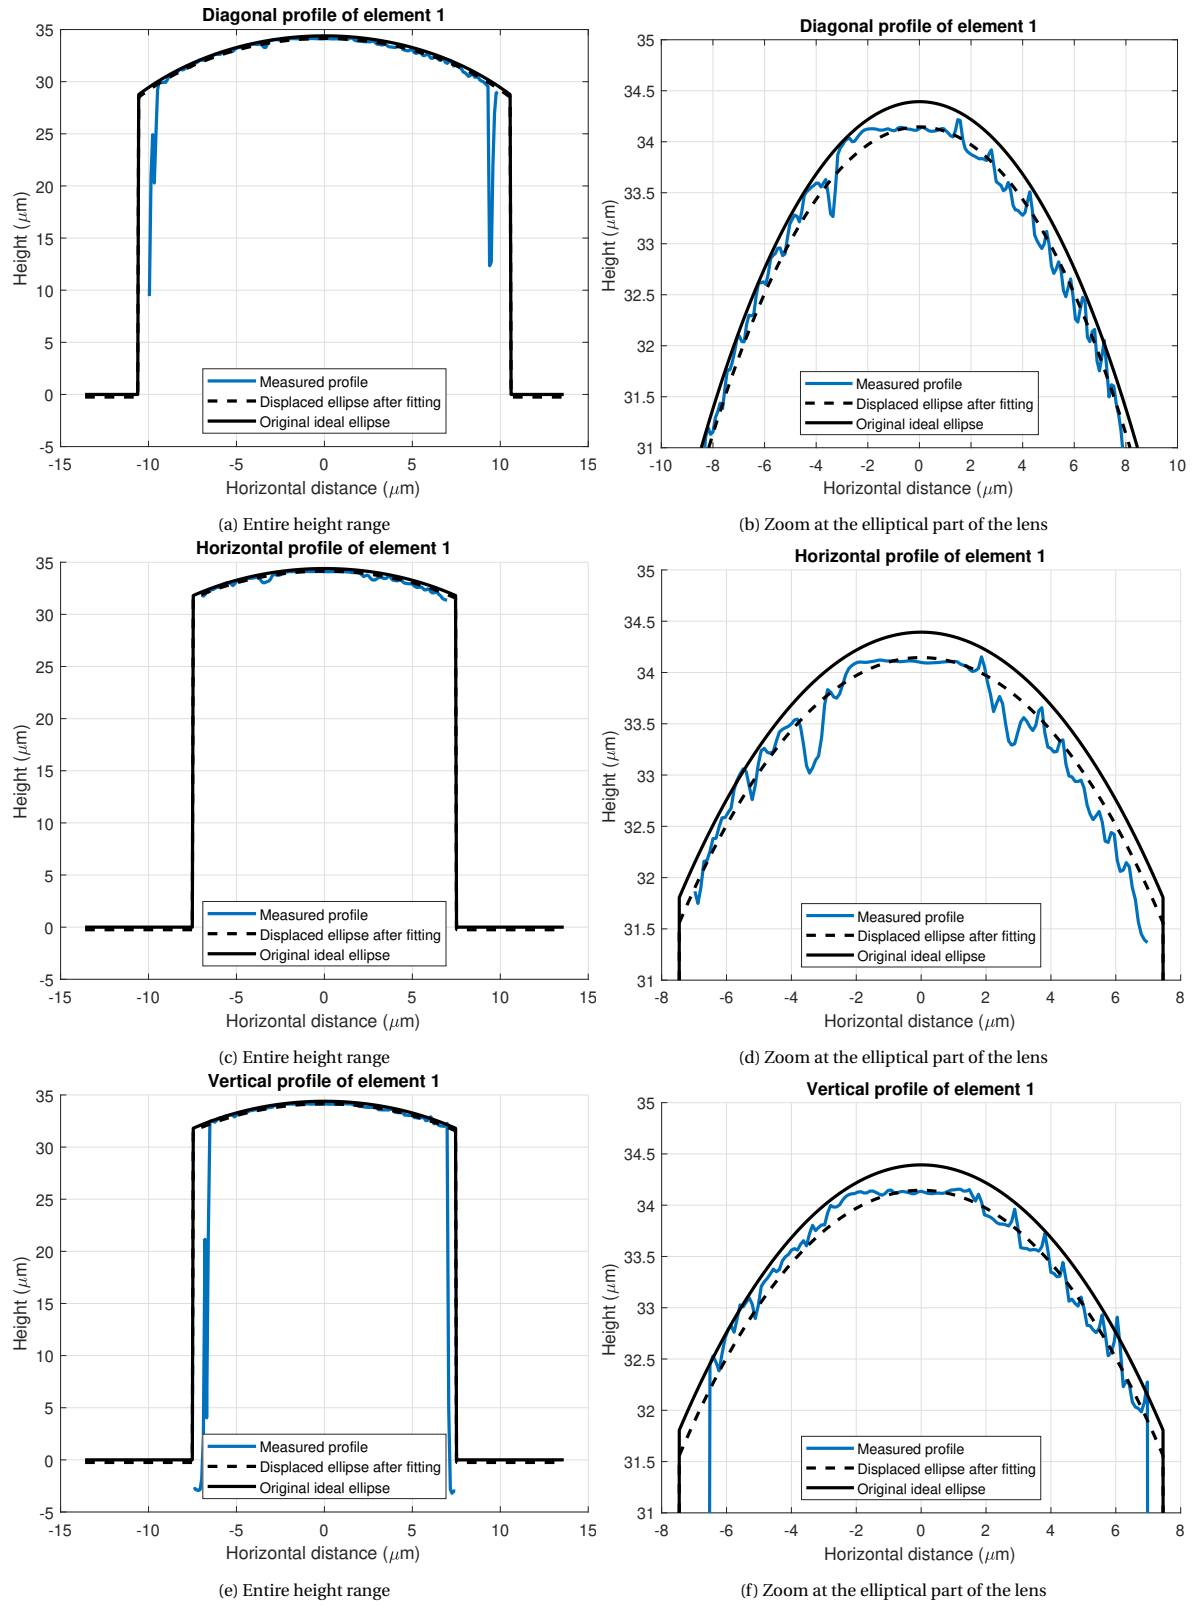 Diagonal profile of element 1
35
30
25
20
15
10
5
0
-5
Height (μm)
-15
-10
-5
0
5
10
15
Horizontal distance (μm)
Measured profile
Displaced ellipse after fitting
Original ideal ellipse
(a) Entire height range
Diagonal profile of element 1
35
34.5
34
33.5
33
32.5
32
31.5
31
Height (μm)
-10
-8
-6
-4
-2
0
2
4
6
8
10
Horizontal distance (μm)
Measured profile
Displaced ellipse after fitting
Original ideal ellipse
(b) Zoom at the elliptical part of the lens
Horizontal profile of element 1
35
30
25
20
15
10
5
0
-5
Height (μm)
-15
-10
-5
0
5
10
15
Horizontal distance (μm)
Measured profile
Displaced ellipse after fitting
Original ideal ellipse
(c) Entire height range
Horizontal profile of element 1
35
34.5
34
33.5
33
32.5
32
31.5
31
Height (μm)
-8
-6
-4
-2
0
2
4
6
8
Horizontal distance (μm)
Measured profile
Displaced ellipse after fitting
Original ideal ellipse
(d) Zoom at the elliptical part of the lens
Vertical profile of element 1
35
30
25
20
15
10
5
0
-5
Height (μm)
-15
-10
-5
0
5
10
15
Horizontal distance (μm)
Measured profile
Displaced ellipse after fitting
Original ideal ellipse
(e) Entire height range
Vertical profile of element 1
35
34.5
34
33.5
33
32.5
32
31.5
31
Height (μm)
-8
-6
-4
-2
0
2
4
6
8
Horizontal distance (μm)
Measured profile
Displaced ellipse after fitting
Original ideal ellipse
(f) Zoom at the elliptical part of the lens